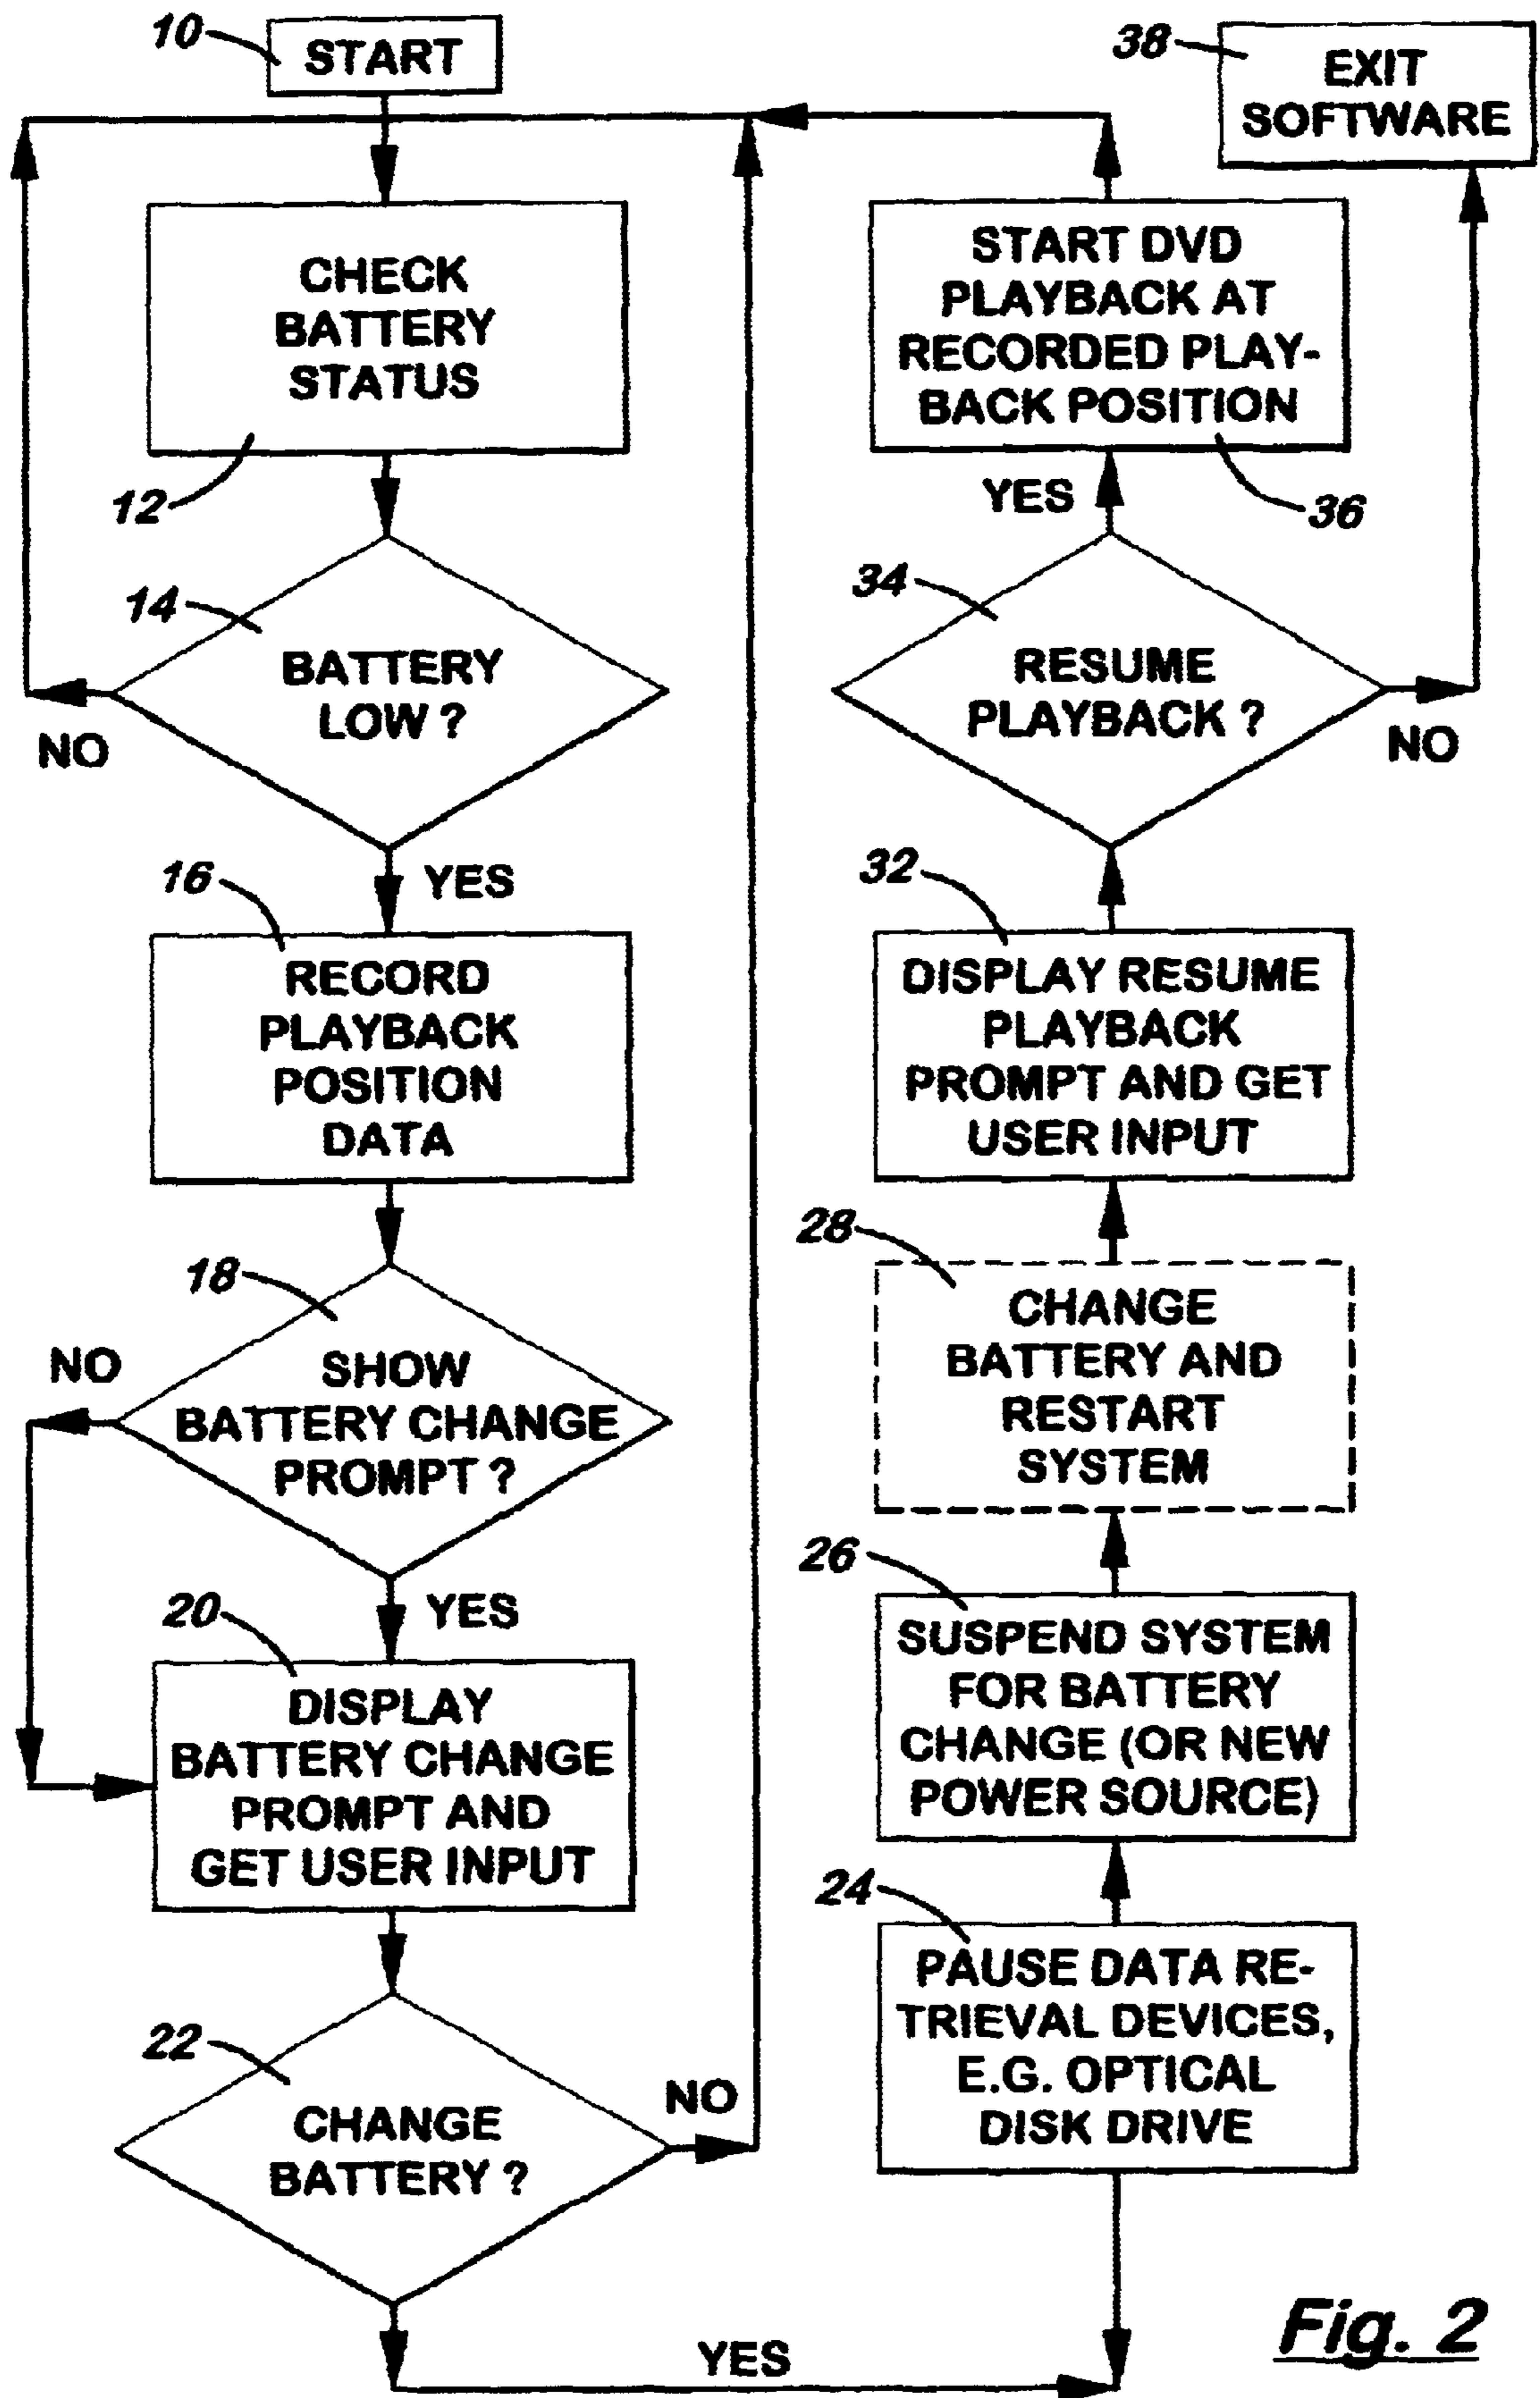 10
START
CHECK
BATTERY
STATUS
12
14
BATTERY
LOW ?
NO
YES
16
RECORD
PLAYBACK
POSITION
DATA
18
SHOW
BATTERY CHANGE
PROMPT ?
NO
YES
20
DISPLAY
BATTERY CHANGE
PROMPT AND
GET USER INPUT
22
CHANGE
BATTERY ?
NO
YES
24
PAUSE DATA RE-
TRIEVAL DEVICES,
E.G. OPTICAL
DISK DRIVE
26
SUSPEND SYSTEM
FOR BATTERY
CHANGE (OR NEW
POWER SOURCE)
28
CHANGE
BATTERY AND
RESTART
SYSTEM
32
DISPLAY RESUME
PLAYBACK
PROMPT AND GET
USER INPUT
34
RESUME
PLAYBACK ?
YES
NO
START DVD
PLAYBACK AT
RECORDED PLAY-
BACK POSITION
36
38
EXIT
SOFTWARE
Fig. 2